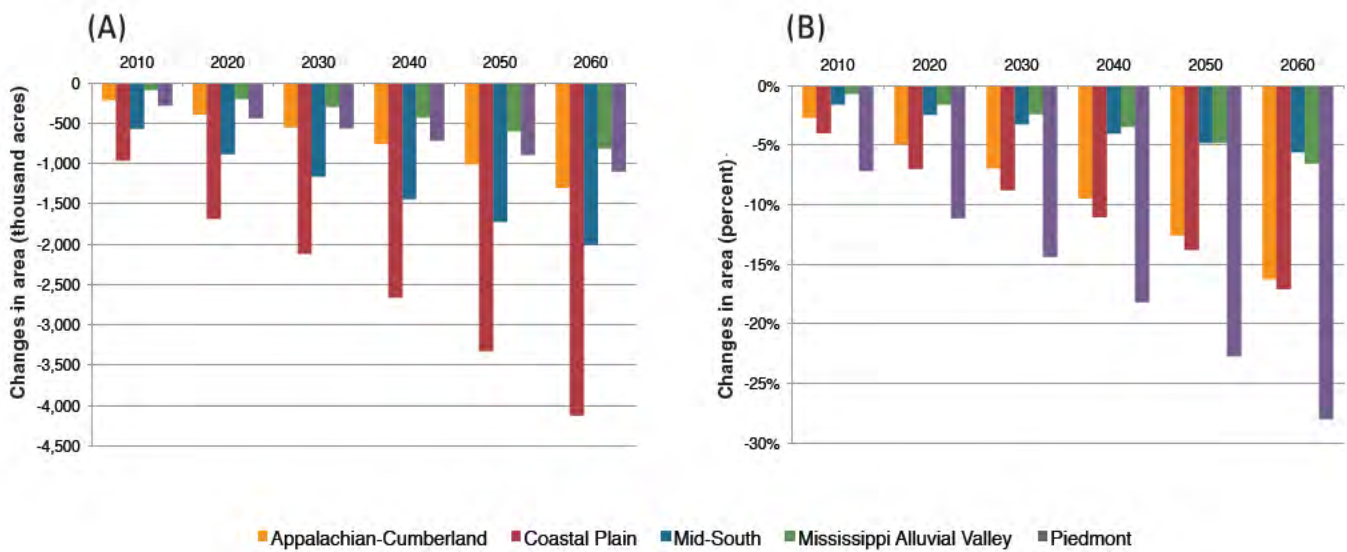 (A)
2010 2020 2030 2040 2050 2060
0
-500
-1,000
-1,500
-2,000
-2,500
-3,000
-3,500
-4,000
-4,500
Changes in area (thousand acres)
(B)
2010 2020 2030 2040 2050 2060
0%
-5%
-10%
-15%
-20%
-25%
-30%
Changes in area (percent)
Appalachian-Cumberland Coastal Plain Mid-South Mississippi Alluvial Valley Piedmont